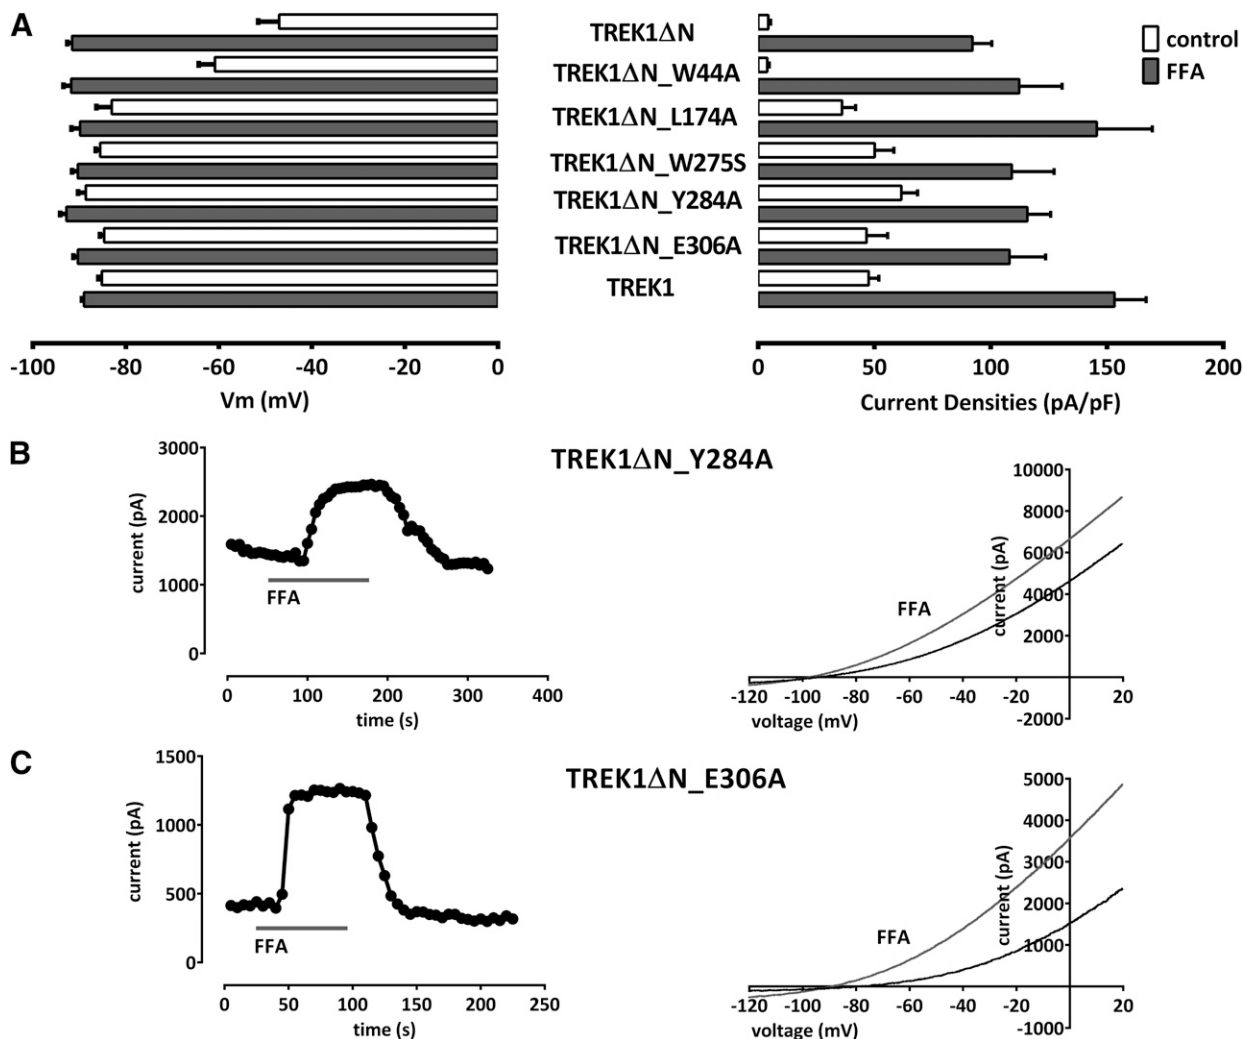 A
TREK1ΔN
TREK1ΔN_W44A
TREK1ΔN_L174A
TREK1ΔN_W275S
TREK1ΔN_Y284A
TREK1ΔN_E306A
TREK1
control
FFA
-100 -80 -60 -40 -20 0
Vm (mV)
0 50 100 150 200
Current Densities (pA/pF)
B
TREK1ΔN_Y284A
3000
2000
1000
0
current (pA)
FFA
0 100 200 300 400
time (s)
10000
8000
6000
4000
2000
-2000
current (pA)
FFA
-120 -100 -80 -60 -40 -20 20
voltage (mV)
C
TREK1ΔN_E306A
1500
1000
500
0
current (pA)
FFA
0 50 100 150 200 250
time (s)
5000
4000
3000
2000
1000
-1000
current (pA)
FFA
-120 -100 -80 -60 -40 -20 20
voltage (mV)